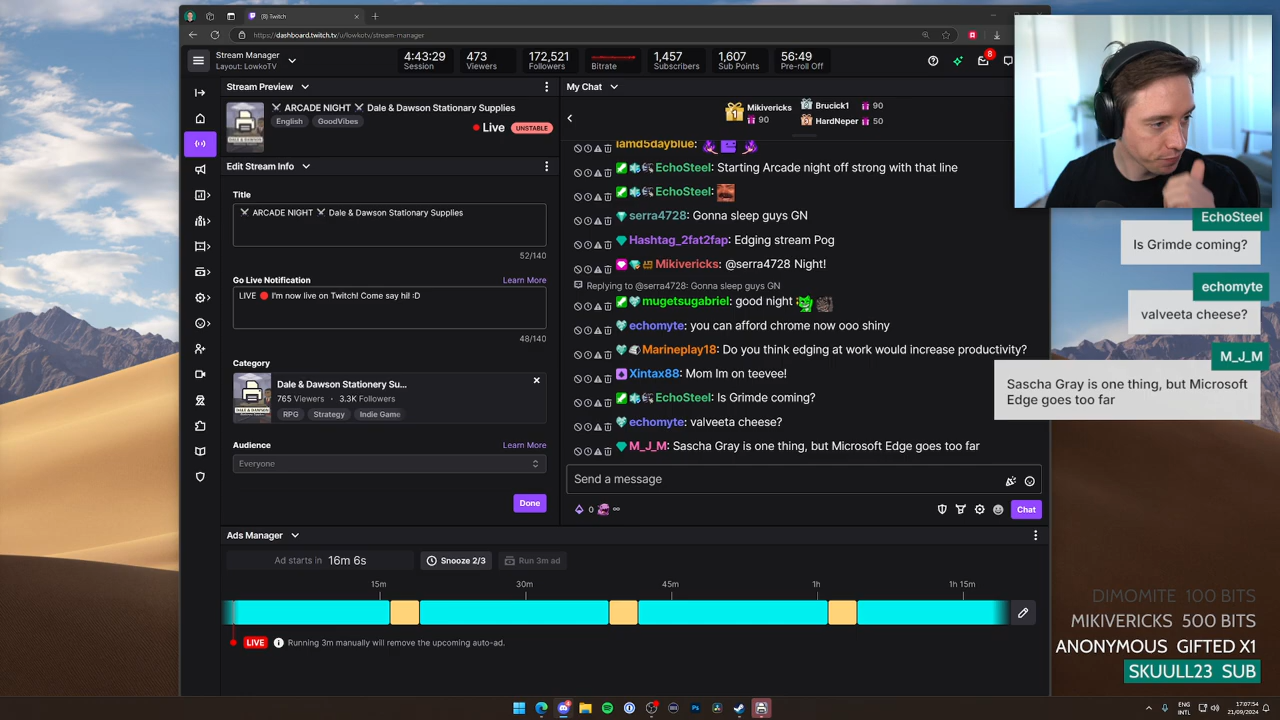 (8) Twitch
https://dashboard.twitch.tv/u/lowkotv/stream-manager
Stream Manager
Layout: LowkoTV
4:43:29
Session
473
Viewers
172,521
Followers
Bitrate
1,457
Subscribers
1,607
Sub Points
56:49
Pre-roll Off
8
Stream Preview
⚔ ARCADE NIGHT ⚔ Dale & Dawson Stationary Supplies
English GoodVibes
Live UNSTABLE
Edit Stream Info
Title
⚔ ARCADE NIGHT ⚔ Dale & Dawson Stationary Supplies
52/140
Go Live Notification Learn More
LIVE 🔴 I'm now live on Twitch! Come say hi! :D
48/140
Category
Dale & Dawson Stationery Su...
765 Viewers • 3.3K Followers
RPG Strategy Indie Game
Audience Learn More
Everyone
Done
My Chat
1 Mikivericks 90
Brucick1 90
HardNeper 50
iamd5dayblue:
EchoSteel: Starting Arcade night off strong with that line
EchoSteel:
serra4728: Gonna sleep guys GN
Hashtag_2fat2fap: Edging stream Pog
Mikivericks: @serra4728 Night!
Replying to @serra4728: Gonna sleep guys GN
mugetsugabriel: good night
echomyte: you can afford chrome now ooo shiny
Marineplay18: Do you think edging at work would increase productivity?
Xintax88: Mom Im on teevee!
EchoSteel: Is Grimde coming?
echomyte: valveeta cheese?
M_J_M: Sascha Gray is one thing, but Microsoft Edge goes too far
Send a message
0 ∞
Chat
Ads Manager
Ad starts in 16m 6s
Snooze 2/3
Run 3m ad
15m 30m 45m 1h 1h 15m
LIVE Running 3m manually will remove the upcoming auto-ad.
EchoSteel
Is Grimde coming?
echomyte
valveeta cheese?
M_J_M
Sascha Gray is one thing, but Microsoft
Edge goes too far
DIMOMITE 100 BITS
MIKIVERICKS 500 BITS
ANONYMOUS GIFTED X1
SKUULL23 SUB
ENG
INTL
17:07:54
21/09/2024